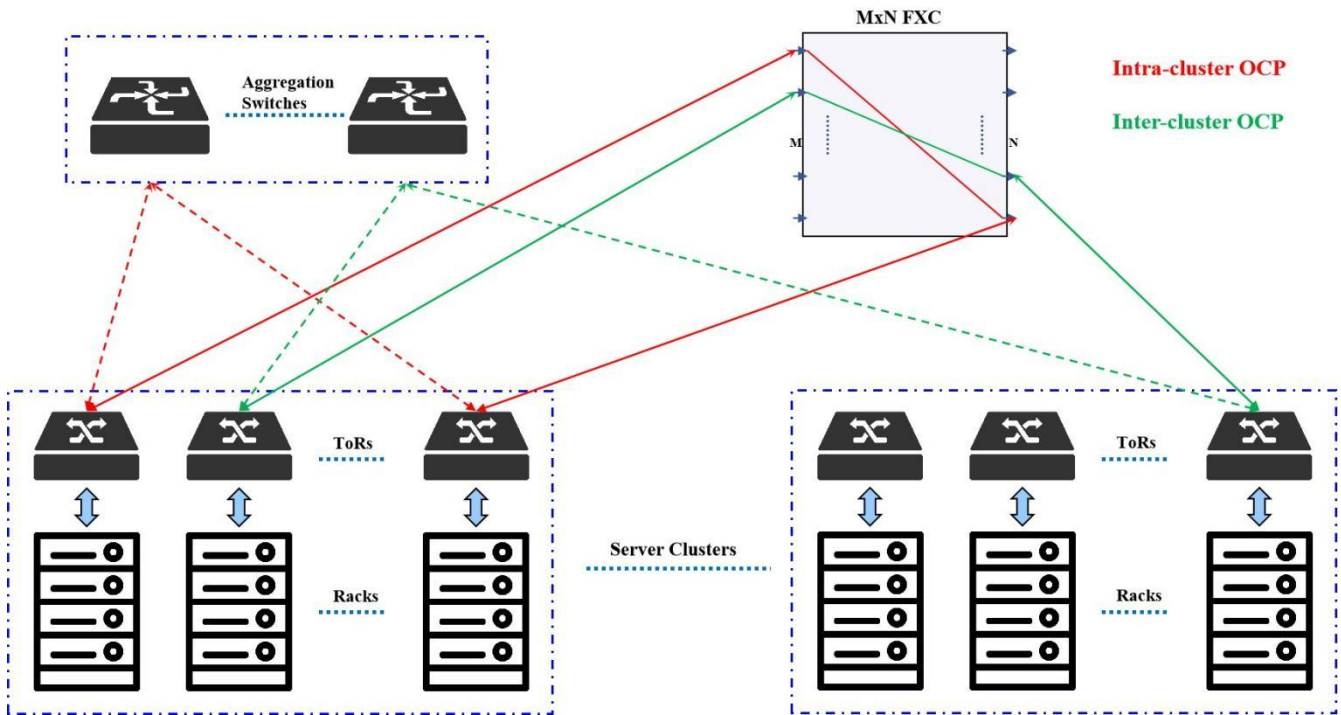 MxN FXC
Aggregation
Switches
Intra-cluster OCP
Inter-cluster OCP
M
N
ToRs
ToRs
Server Clusters
Racks
Racks